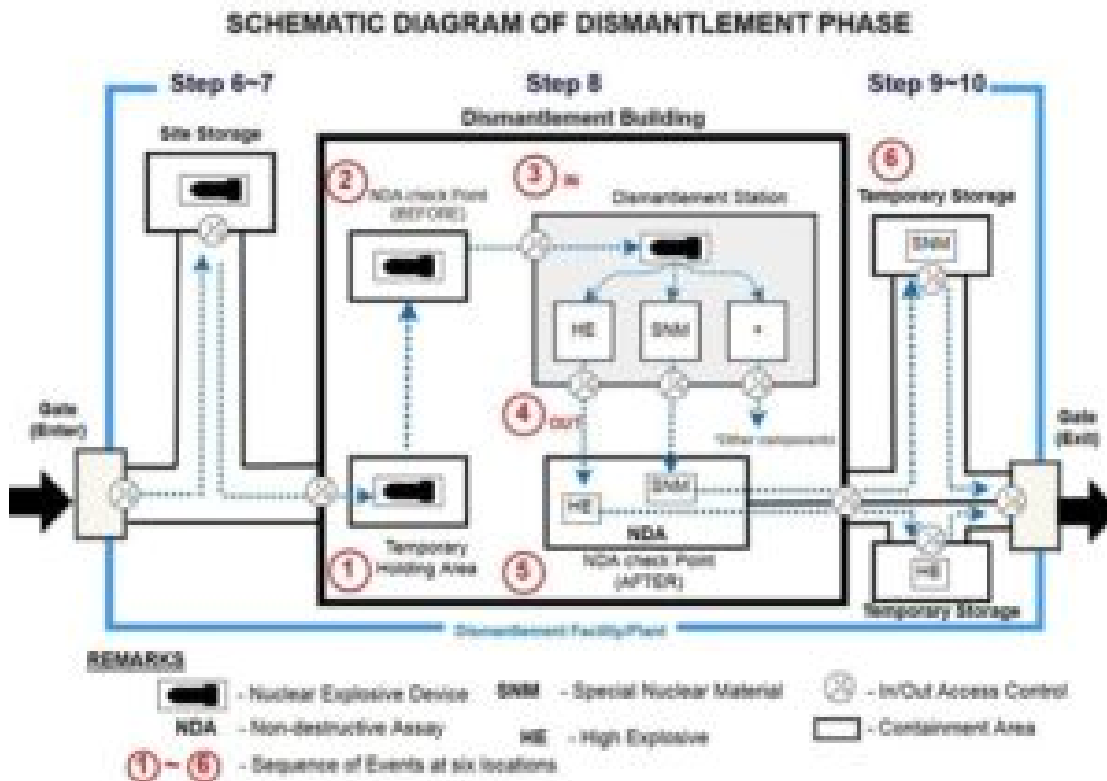 SCHEMATIC DIAGRAM OF DISMANTLEMENT PHASE
Step 6~7
Step 8
Step 9~10
Dismantlement Building
Site Storage
2
NDA check Point
(BEFORE)
3 IN
Dismantlement Station
6
Temporary Storage
SNM
HE
SNM
*
Gate
(Enter)
4 OUT
*Other components
Gate
(Exit)
SNM
HE
NDA
1
Temporary
Holding Area
5
NDA check Point
(AFTER)
HE
Temporary Storage
Dismantlement Facility/Plant
REMARKS
- Nuclear Explosive Device
SNM - Special Nuclear Material
- In/Out Access Control
NDA - Non-destructive Assay
HE - High Explosive
- Containment Area
1 ~ 6 - Sequence of Events at six locations